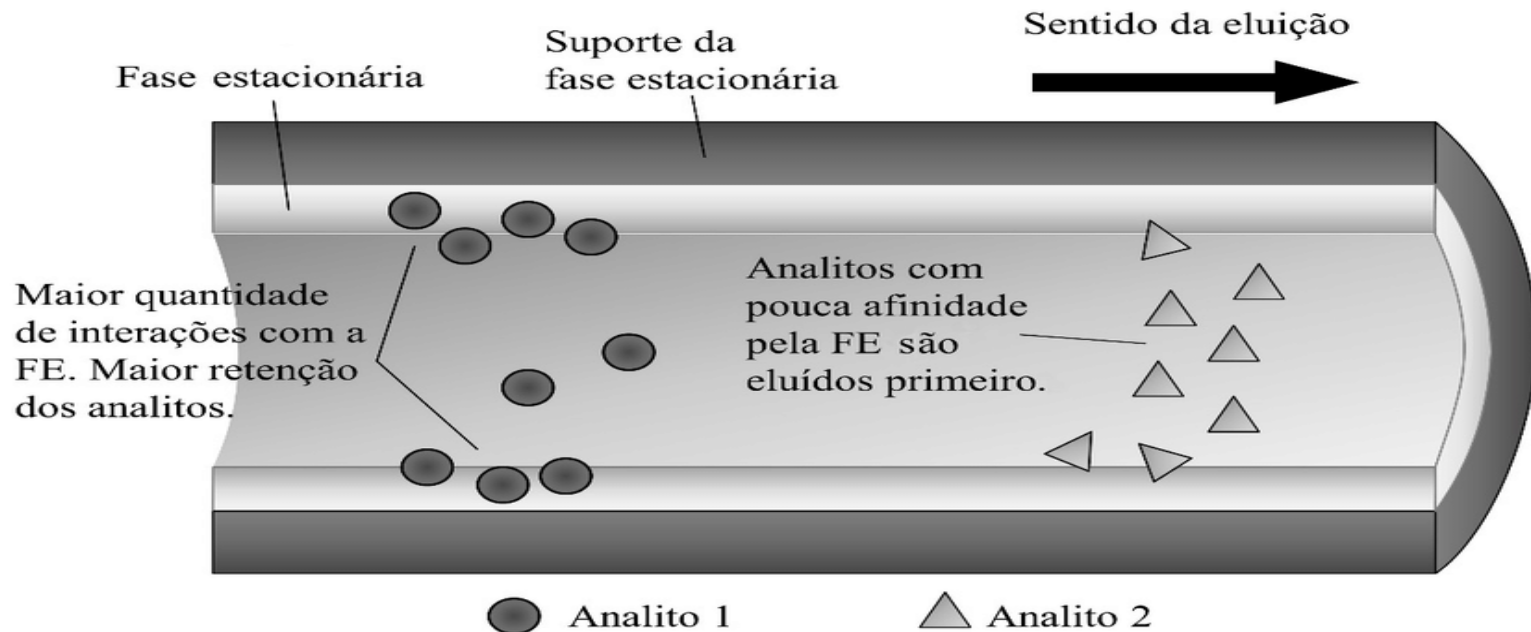 Sentido da eluição
Suporte da
fase estacionária
Fase estacionária
Maior quantidade
de interações com a
FE. Maior retenção
dos analitos.
Analitos com
pouca afinidade
pela FE são
eluídos primeiro.
Analito 1
Analito 2